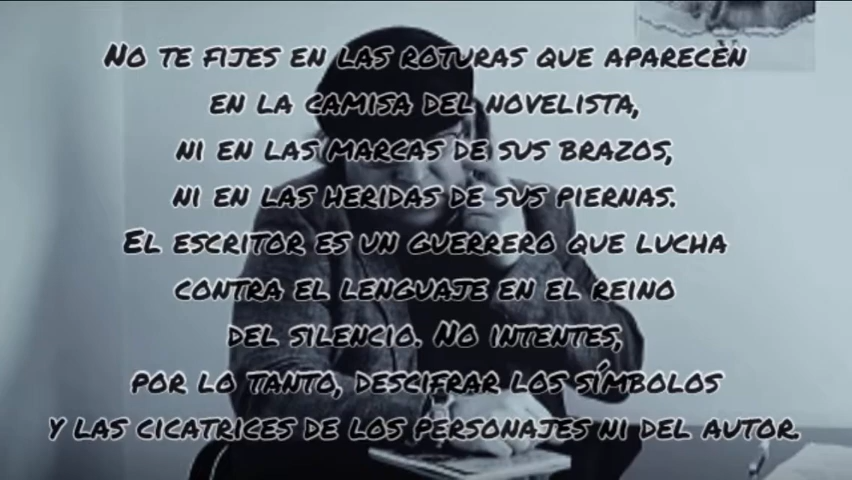 No te fijes en las roturas que aparecèn
en la camisa del novelista,
ni en las marcas de sus brazos,
ni en las heridas de sus piernas.
El escritor es un guerrero que lucha
contra el lenguaje en el reino
del silencio. No intentes,
por lo tanto, descifrar los símbolos
y las cicatrices de los personajes ni del autor.